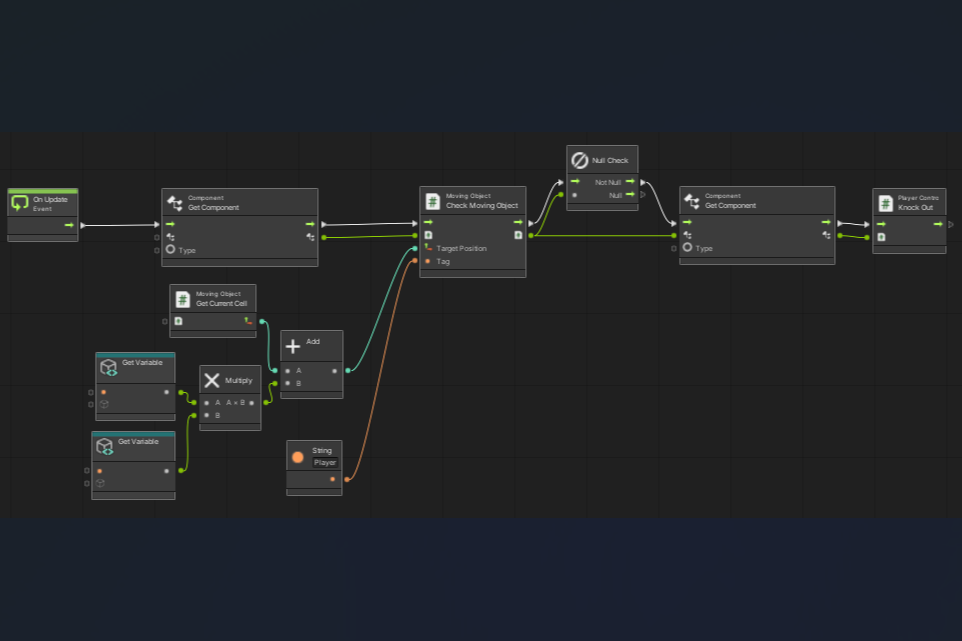 On Update
Event
Component
Get Component
Type
Moving Object
Check Moving Object
Target Position
Tag
Null Check
Not Null
Null
Component
Get Component
Type
Player Contro
Knock Out
Moving Object
Get Current Cell
Add
A
B
Get Variable
Multiply
A A × B
B
Get Variable
String
Player